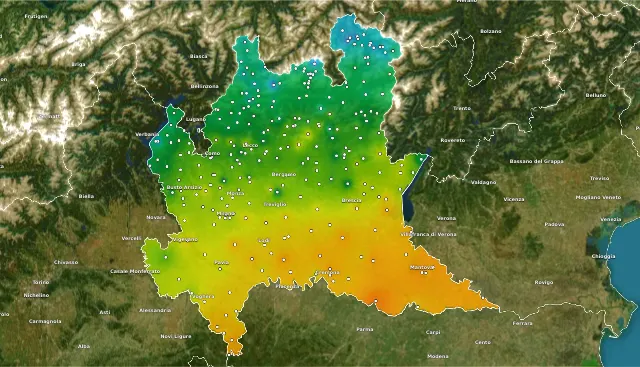 Merano
Frutigen
Bolzano
Biasca
Briga
Bellinzona
Belluno
Trento
Lugano
Verbania
Rovereto
Lecco
Como
Bassano del Grappa
Bergamo
Treviso
Valdagno
Busto Arsizio
Monza
Biella
Mogliano Veneto
Brescia
Vicenza
Milano
Treviglio
Novara
Verona
Venezia
Padova
Villafranca di Verona
Vercelli
Vigevano
Lodi
Chioggia
Chivasso
Pavia
Mantova
Casale Monferrato
Cremona
Torino
Rovigo
Piacenza
Nichelino
Voghera
Asti
Alessandria
Carmagnola
Ferrara
Parma
Carpi
Novi Ligure
Cento
Alba
Modena